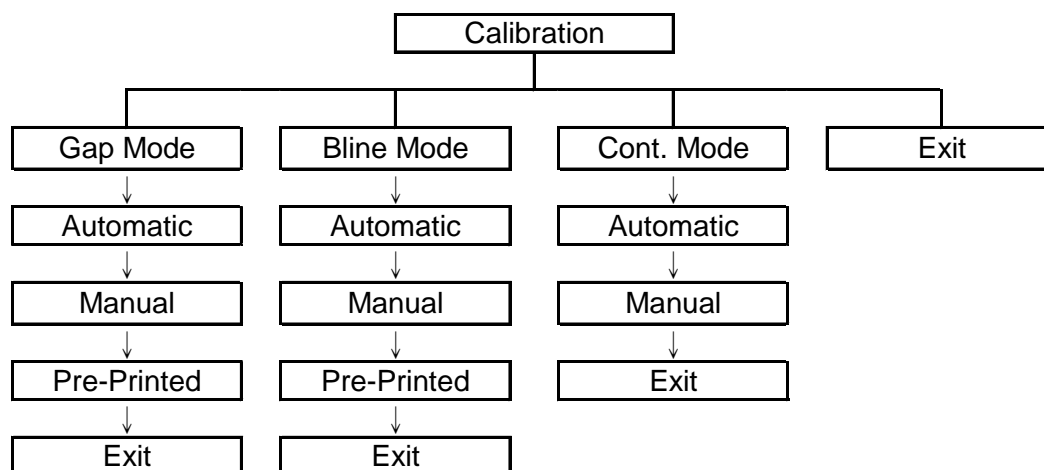 Calibration
Gap Mode
Bline Mode
Cont. Mode
Exit
Automatic
Automatic
Automatic
Manual
Manual
Manual
Pre-Printed
Pre-Printed
Exit
Exit
Exit